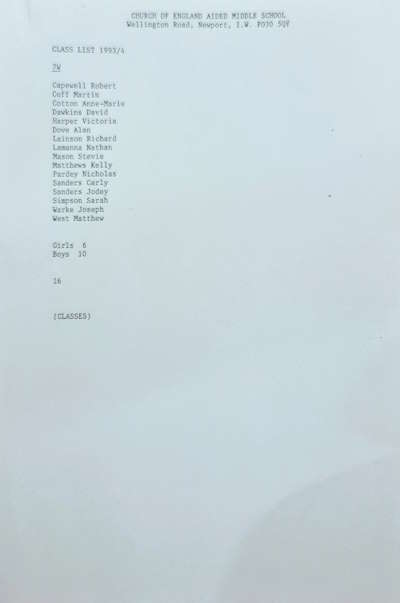 CHURCH OF ENGLAND AIDED MIDDLE SCHOOL
Wellington Road, Newport, I.W. PO30 5QT
CLASS LIST 1993/4
7W
Capewell Robert
Coff Martin
Cotton Anne-Marie
Dawkins David
Harper Victoria
Dove Alan
Lainson Richard
Lamanna Nathan
Mason Stevie
Matthews Kelly
Pardey Nicholas
Sanders Carly
Sanders Jodey
Simpson Sarah
Warke Joseph
West Matthew
Girls 6
Boys 10
16
(CLASSES)